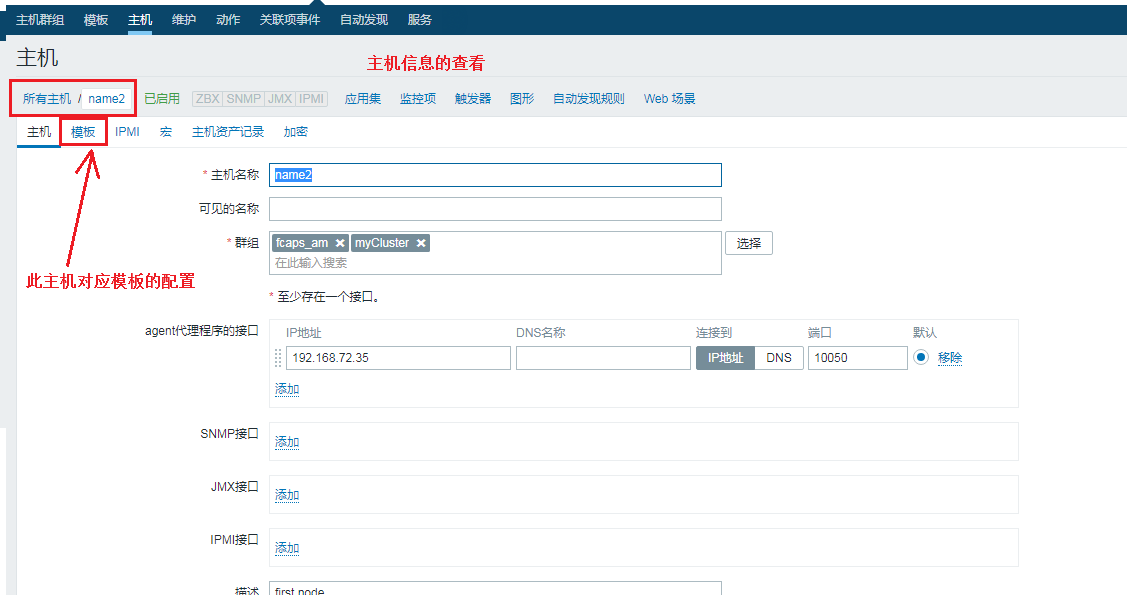 主机群组 模板 主机 维护 动作 关联项事件 自动发现 服务
主机
主机信息的查看
所有主机 / name2 已启用 ZBX SNMP JMX IPMI 应用集 监控项 触发器 图形 自动发现规则 Web 场景
主机 模板 IPMI 宏 主机资产记录 加密
* 主机名称 name2
可见的名称
* 群组 fcaps_am × myCluster × 选择
在此输入搜索
此主机对应模板的配置
* 至少存在一个接口。
agent代理程序的接口 IP地址 DNS名称 连接到 端口 默认
192.168.72.35 IP地址 DNS 10050 移除
添加
SNMP接口 添加
JMX接口 添加
IPMI接口 添加
描述 first node